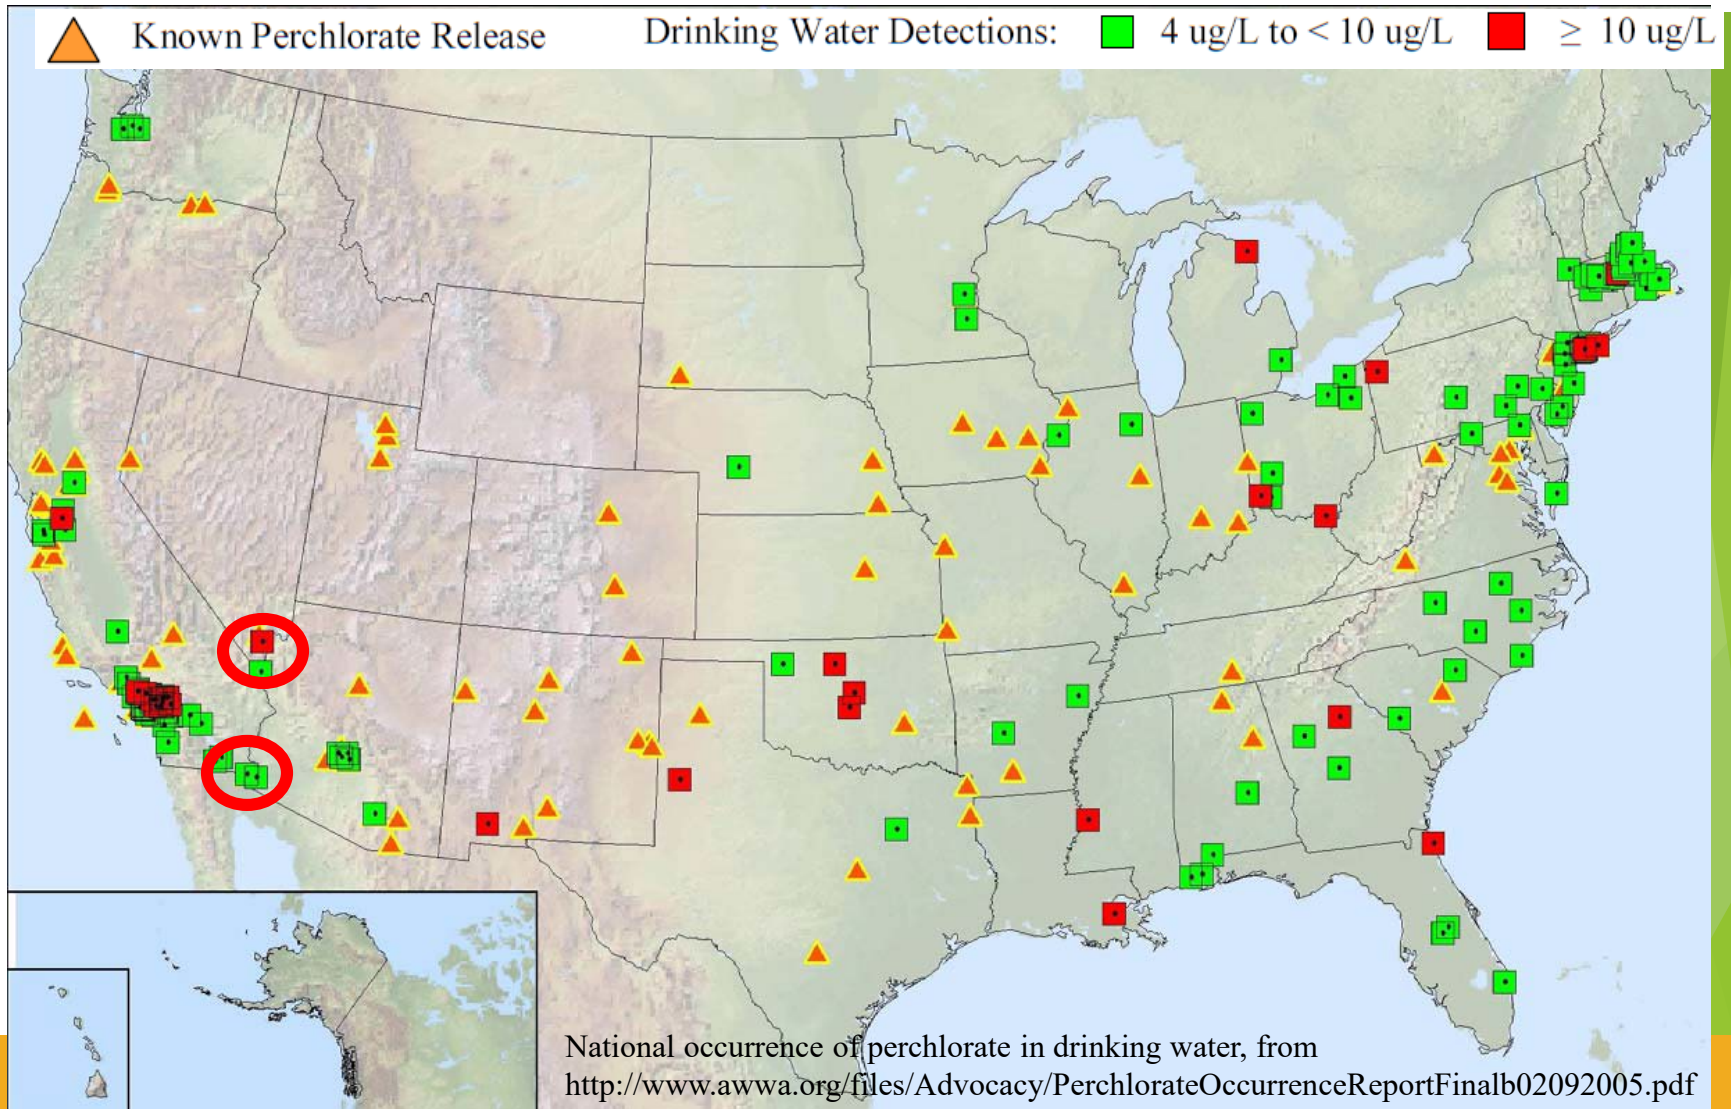 Known Perchlorate Release Drinking Water Detections: 4 ug/L to < 10 ug/L ≥ 10 ug/L
National occurrence of perchlorate in drinking water, from
http://www.awwa.org/files/Advocacy/PerchlorateOccurrenceReportFinalb02092005.pdf